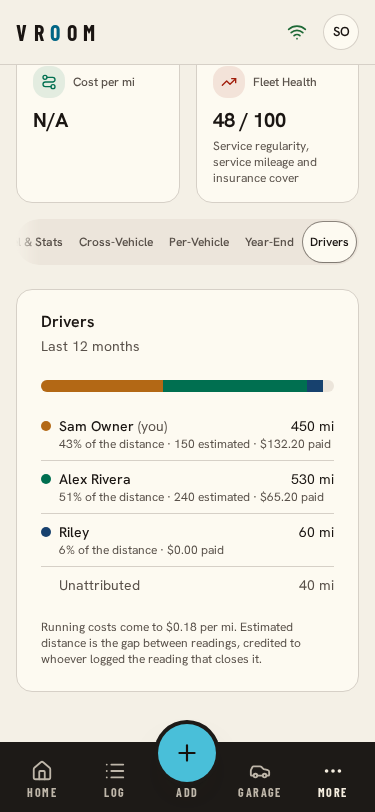 VROOM
SO
Cost per mi
N/A
Fleet Health
48 / 100
Service regularity,
service mileage and
insurance cover
& Stats
Cross-Vehicle
Per-Vehicle
Year-End
Drivers
Drivers
Last 12 months
Sam Owner (you)
450 mi
43% of the distance · 150 estimated · $132.20 paid
Alex Rivera
530 mi
51% of the distance · 240 estimated · $65.20 paid
Riley
60 mi
6% of the distance · $0.00 paid
Unattributed
40 mi
Running costs come to $0.18 per mi. Estimated
distance is the gap between readings, credited to
whoever logged the reading that closes it.
HOME
LOG
ADD
GARAGE
MORE